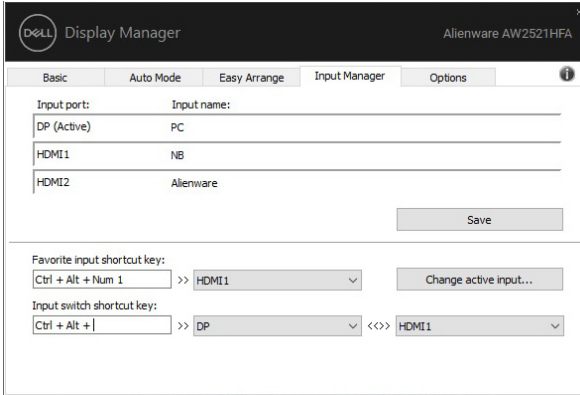 DELL Display Manager Alienware AW2521HFA
Basic Auto Mode Easy Arrange Input Manager Options
Input port: Input name:
DP (Active) PC
HDMI1 NB
HDMI2 Alienware
Save
Favorite input shortcut key:
Ctrl + Alt + Num 1 >> HDMI1 Change active input...
Input switch shortcut key:
Ctrl + Alt + >> DP <<>> HDMI1